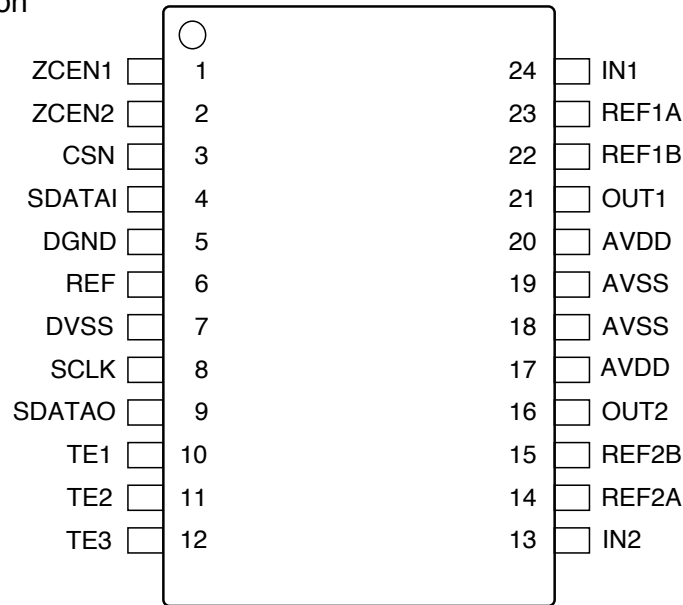 on
ZCEN1 1 24 IN1
ZCEN2 2 23 REF1A
CSN 3 22 REF1B
SDATAI 4 21 OUT1
DGND 5 20 AVDD
REF 6 19 AVSS
DVSS 7 18 AVSS
SCLK 8 17 AVDD
SDATAO 9 16 OUT2
TE1 10 15 REF2B
TE2 11 14 REF2A
TE3 12 13 IN2